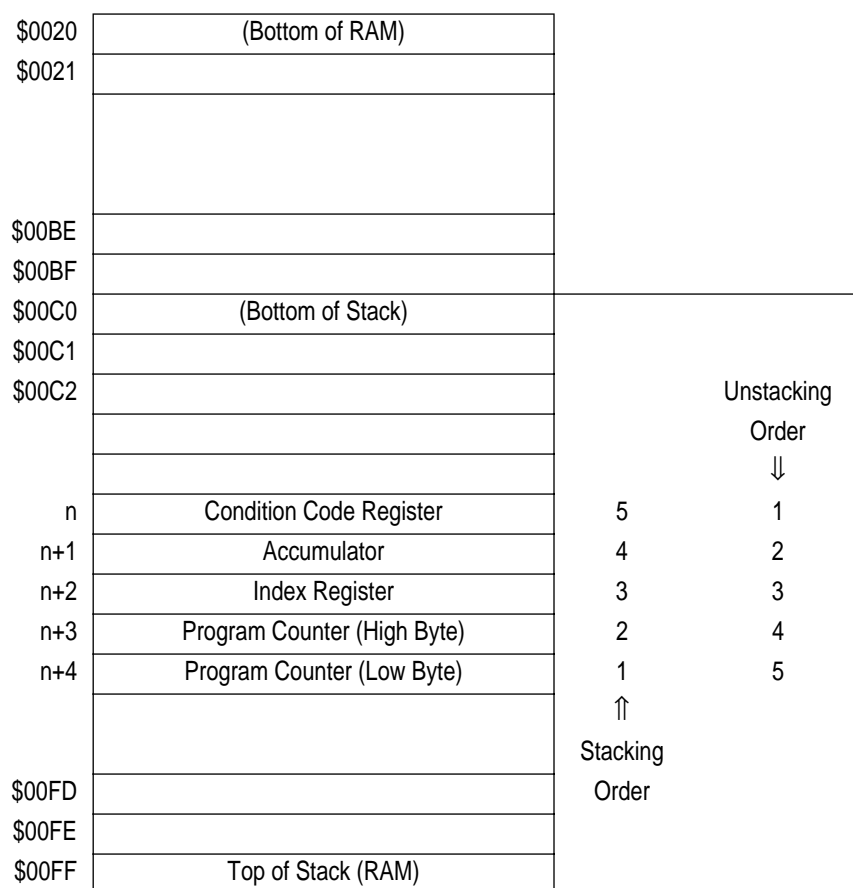 $0020 (Bottom of RAM)
$0021
$00BE
$00BF
$00C0 (Bottom of Stack)
$00C1
$00C2 Unstacking
Order
⇓
n Condition Code Register 5 1
n+1 Accumulator 4 2
n+2 Index Register 3 3
n+3 Program Counter (High Byte) 2 4
n+4 Program Counter (Low Byte) 1 5
⇑
Stacking
$00FD Order
$00FE
$00FF Top of Stack (RAM)